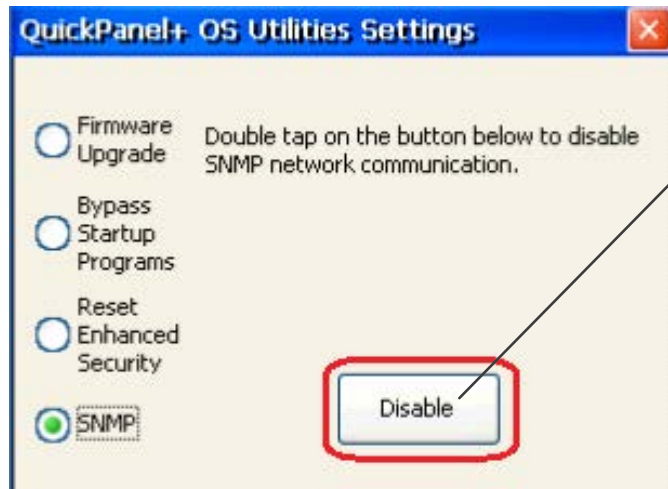 QuickPanel+ OS Utilities Settings
Firmware
Upgrade
Double tap on the button below to disable
SNMP network communication.
Bypass
Startup
Programs
Reset
Enhanced
Security
SNMP
Disable